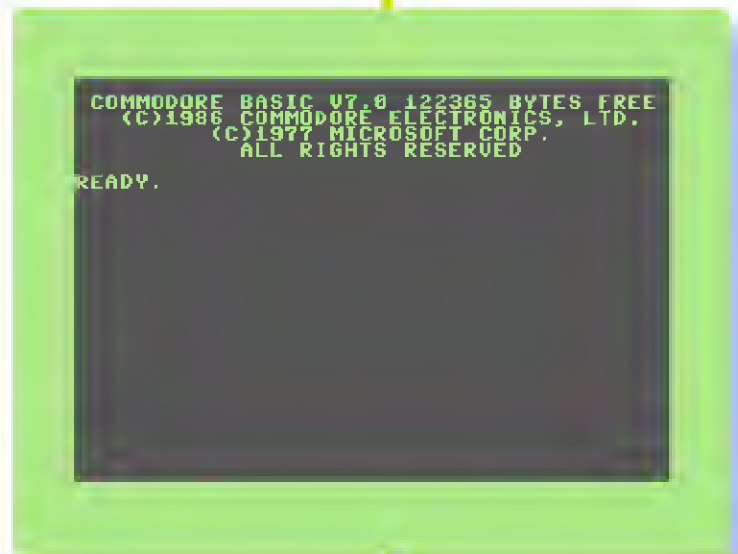 COMMODORE BASIC V7.0 122365 BYTES FREE
(C)1986 COMMODORE ELECTRONICS, LTD.
(C)1977 MICROSOFT CORP.
ALL RIGHTS RESERVED
READY.